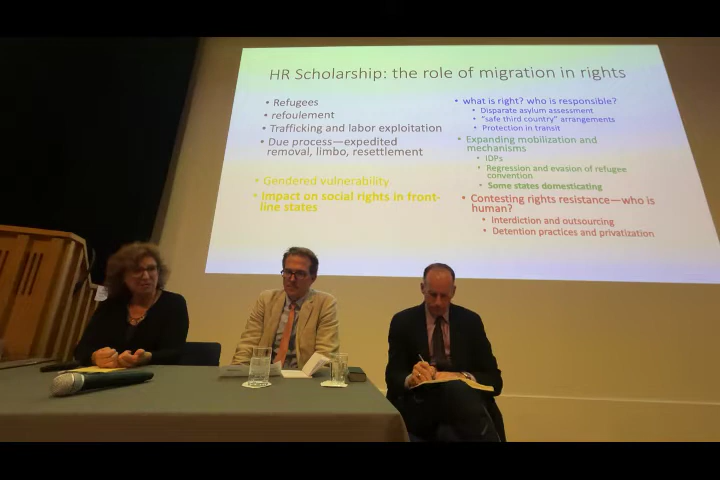 HR Scholarship: the role of migration in rights
• Refugees
• refoulement
• Trafficking and labor exploitation
• Due process—expedited
removal, limbo, resettlement
• Gendered vulnerability
• Impact on social rights in front-
line states
• what is right? who is responsible?
• Disparate asylum assessment
• "safe third country" arrangements
• Protection in transit
• Expanding mobilization and
mechanisms
• IDPs
• Regression and evasion of refugee
convention
• Some states domesticating
• Contesting rights resistance—who is
human?
• Interdiction and outsourcing
• Detention practices and privatization